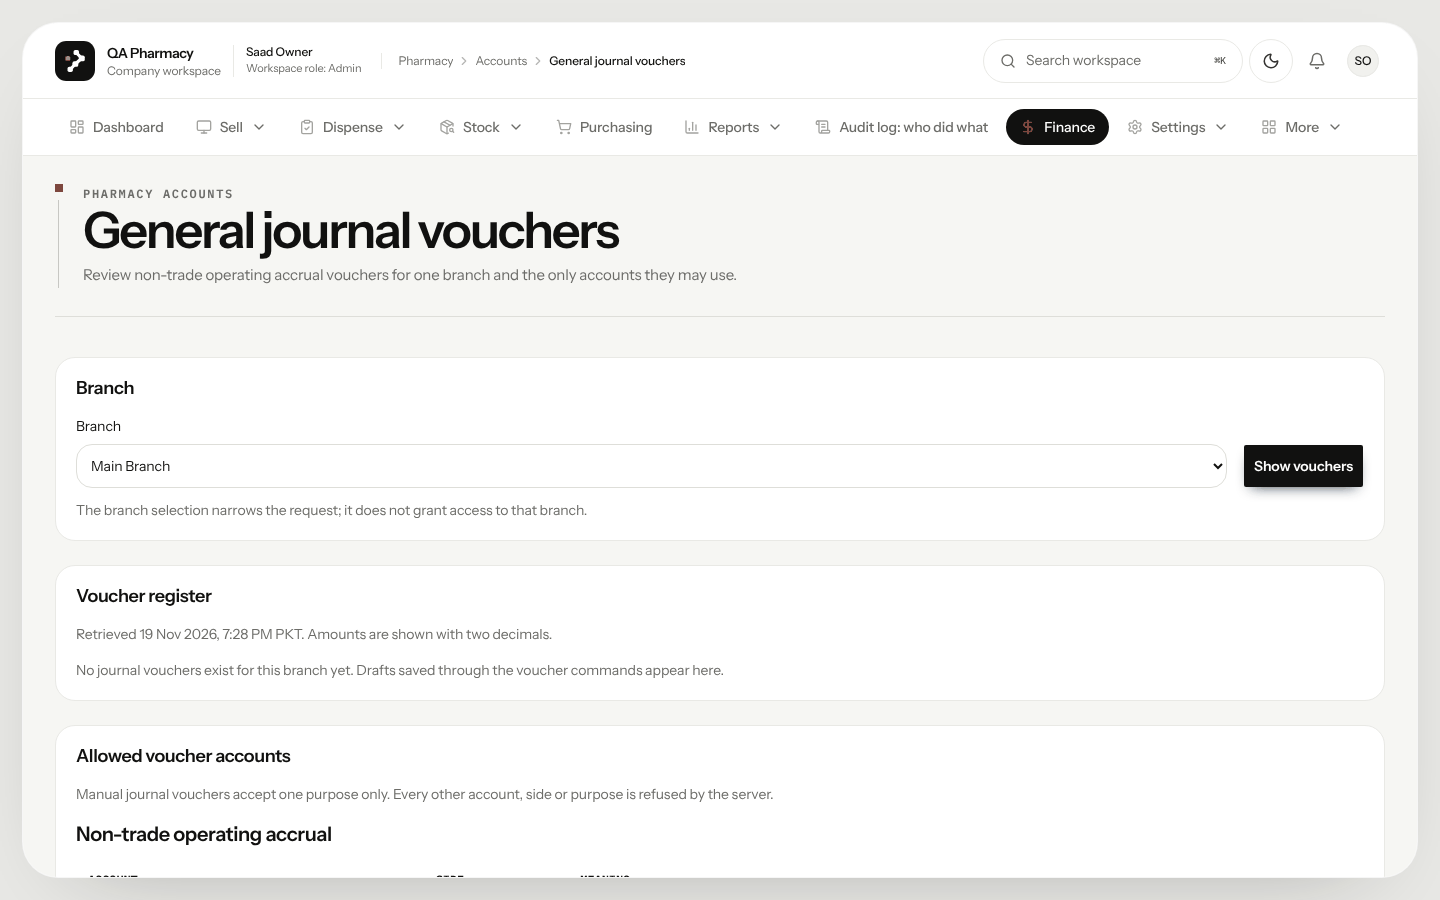 QA Pharmacy
Company workspace
Saad Owner
Workspace role: Admin
Pharmacy
Accounts
General journal vouchers
Search workspace
⌘K
SO
Dashboard
Sell
Dispense
Stock
Purchasing
Reports
Audit log: who did what
Finance
Settings
More
PHARMACY ACCOUNTS
General journal vouchers
Review non-trade operating accrual vouchers for one branch and the only accounts they may use.
Branch
Branch
Main Branch
Show vouchers
The branch selection narrows the request; it does not grant access to that branch.
Voucher register
Retrieved 19 Nov 2026, 7:28 PM PKT. Amounts are shown with two decimals.
No journal vouchers exist for this branch yet. Drafts saved through the voucher commands appear here.
Allowed voucher accounts
Manual journal vouchers accept one purpose only. Every other account, side or purpose is refused by the server.
Non-trade operating accrual